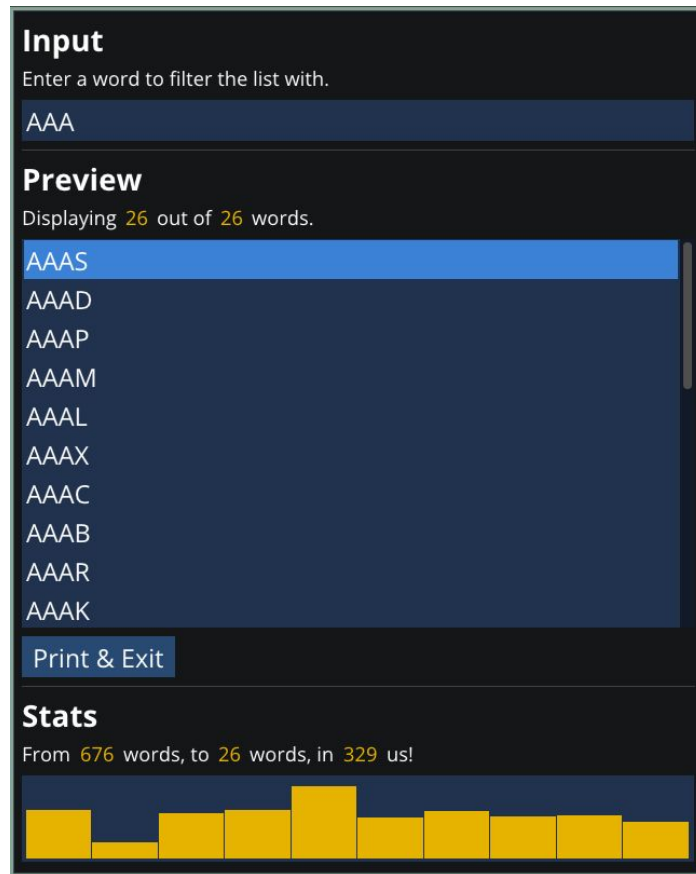 Input
Enter a word to filter the list with.
AAA
Preview
Displaying 26 out of 26 words.
AAAS
AAAD
AAAP
AAAM
AAAL
AAAX
AAAC
AAAB
AAAR
AAAK
Print & Exit
Stats
From 676 words, to 26 words, in 329 us!